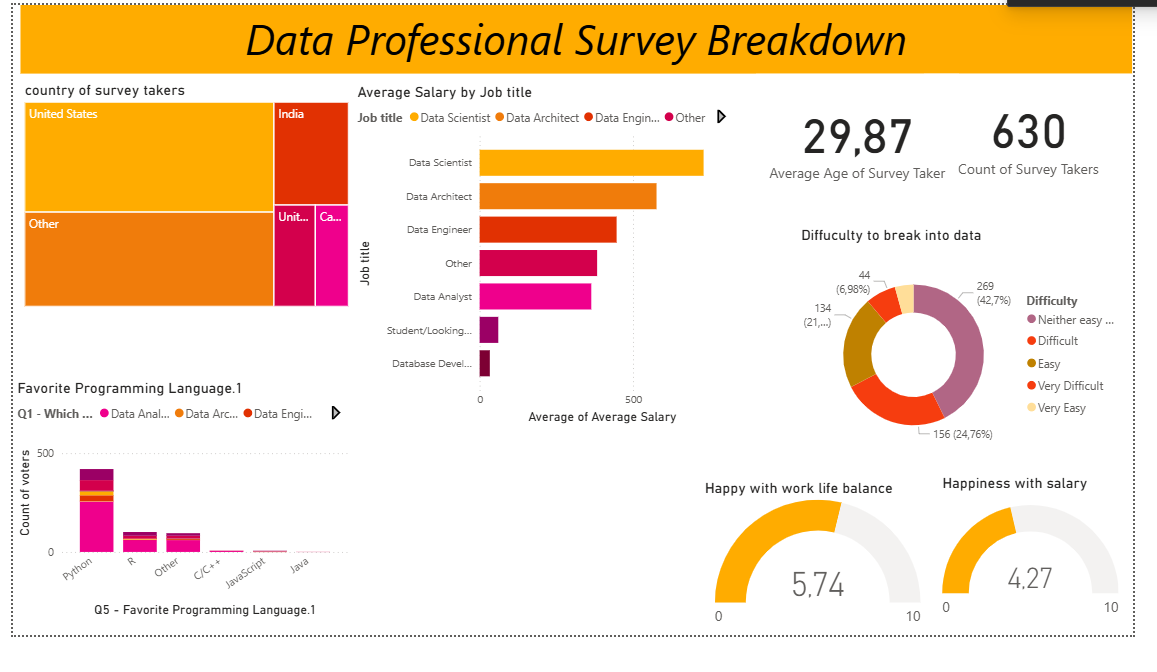 Data Professional Survey Breakdown
country of survey takers
United States
India
Other
Unit...
Ca...
Average Salary by Job title
Job title Data Scientist Data Architect Data Engin... Other
Job title
Data Scientist
Data Architect
Data Engineer
Other
Data Analyst
Student/Looking...
Database Devel...
0 500
Average of Average Salary
29,87
Average Age of Survey Taker
630
Count of Survey Takers
Diffuculty to break into data
44
(6,98%)
269
(42,7%)
134
(21,...)
156 (24,76%)
Difficulty
Neither easy ...
Difficult
Easy
Very Difficult
Very Easy
Favorite Programming Language.1
Q1 - Which ... Data Anal... Data Arc... Data Engi...
Count of voters
500
0
Python
R
Other
C/C++
JavaScript
Java
Q5 - Favorite Programming Language.1
Happy with work life balance
5,74
0 10
Happiness with salary
4,27
0 10